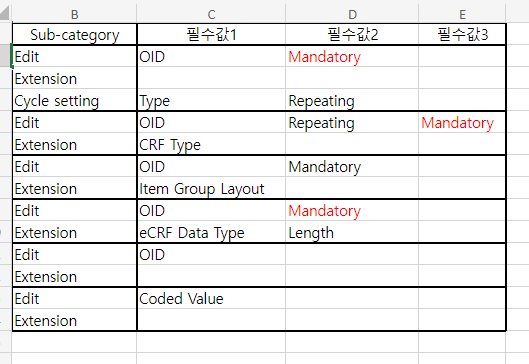 B C D E
Sub-category 필수값1 필수값2 필수값3
Edit OID Mandatory
Extension
Cycle setting Type Repeating
Edit OID Repeating Mandatory
Extension CRF Type
Edit OID Mandatory
Extension Item Group Layout
Edit OID Mandatory
Extension eCRF Data Type Length
Edit OID
Extension
Edit Coded Value
Extension